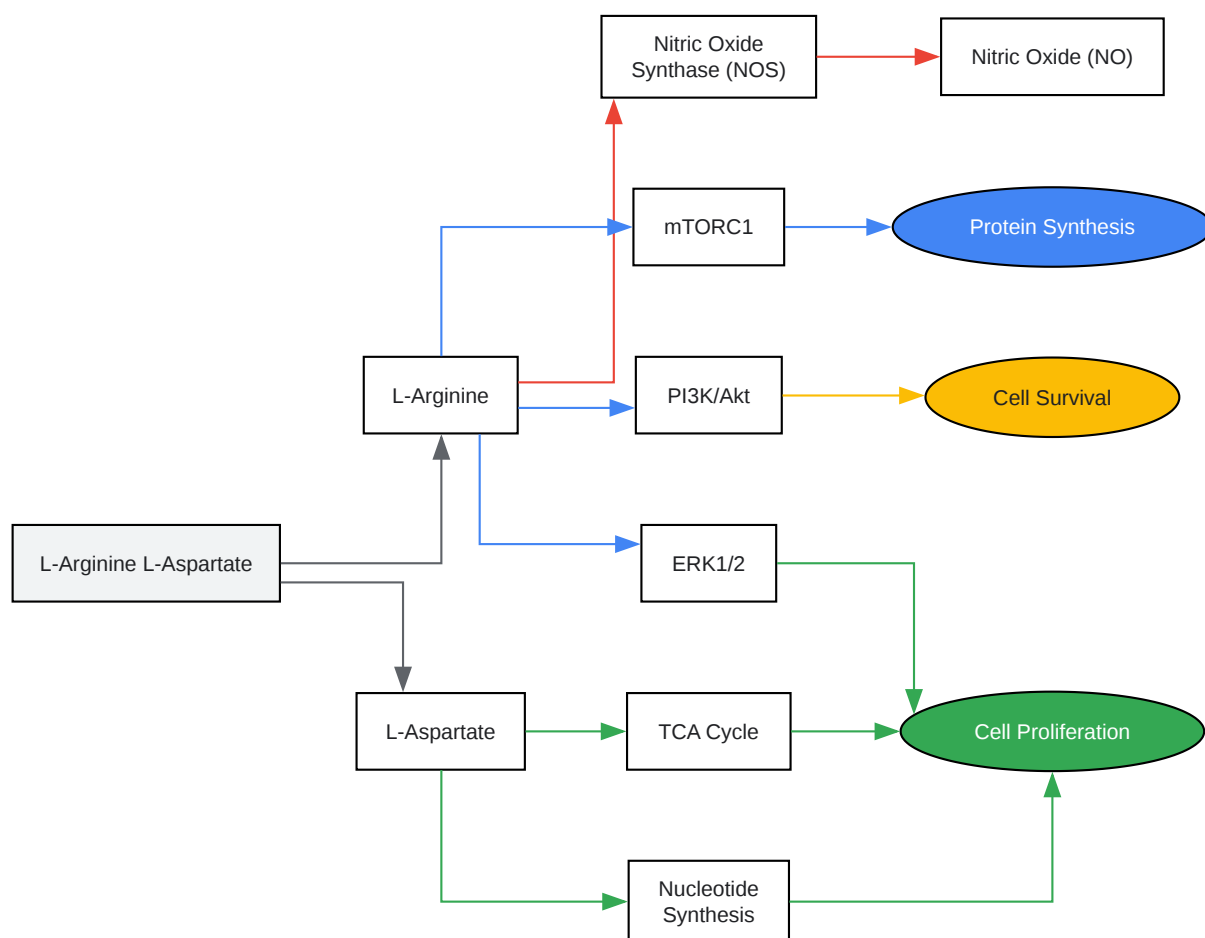 Nitric Oxide
Synthase (NOS)
Nitric Oxide (NO)
mTORC1
Protein Synthesis
L-Arginine
PI3K/Akt
Cell Survival
L-Arginine L-Aspartate
ERK1/2
L-Aspartate
TCA Cycle
Cell Proliferation
Nucleotide
Synthesis